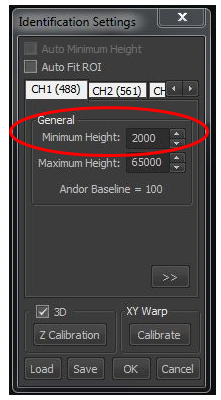 Identification Settings
X
Auto Minimum Height
Auto Fit ROI
CH1 (488) CH2 (561) CH
General
Minimum Height: 2000
Maximum Height: 65000
Andor Baseline = 100
>>
3D XY Warp
Z Calibration Calibrate
Load Save OK Cancel